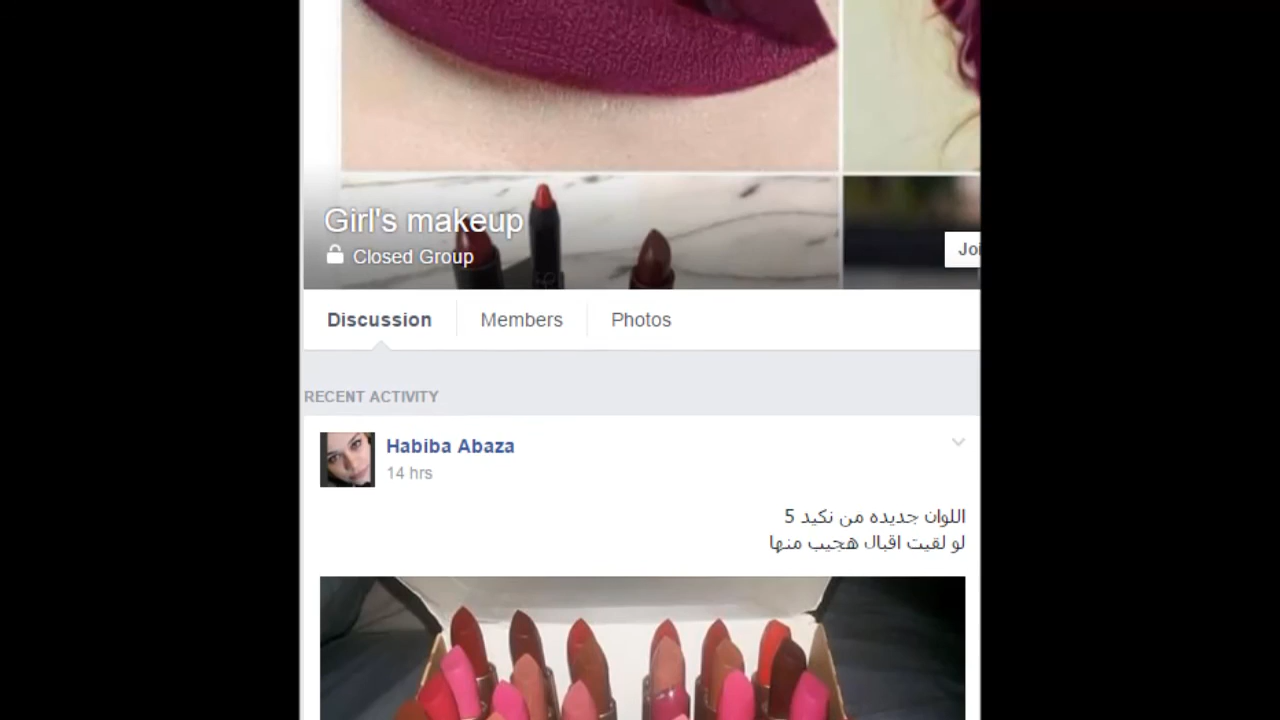 Girl's makeup
Closed Group
Joi
Discussion
Members
Photos
RECENT ACTIVITY
Habiba Abaza
14 hrs
اللوان جديده من نكيد 5
لو لقيت اقبال هجيب منها